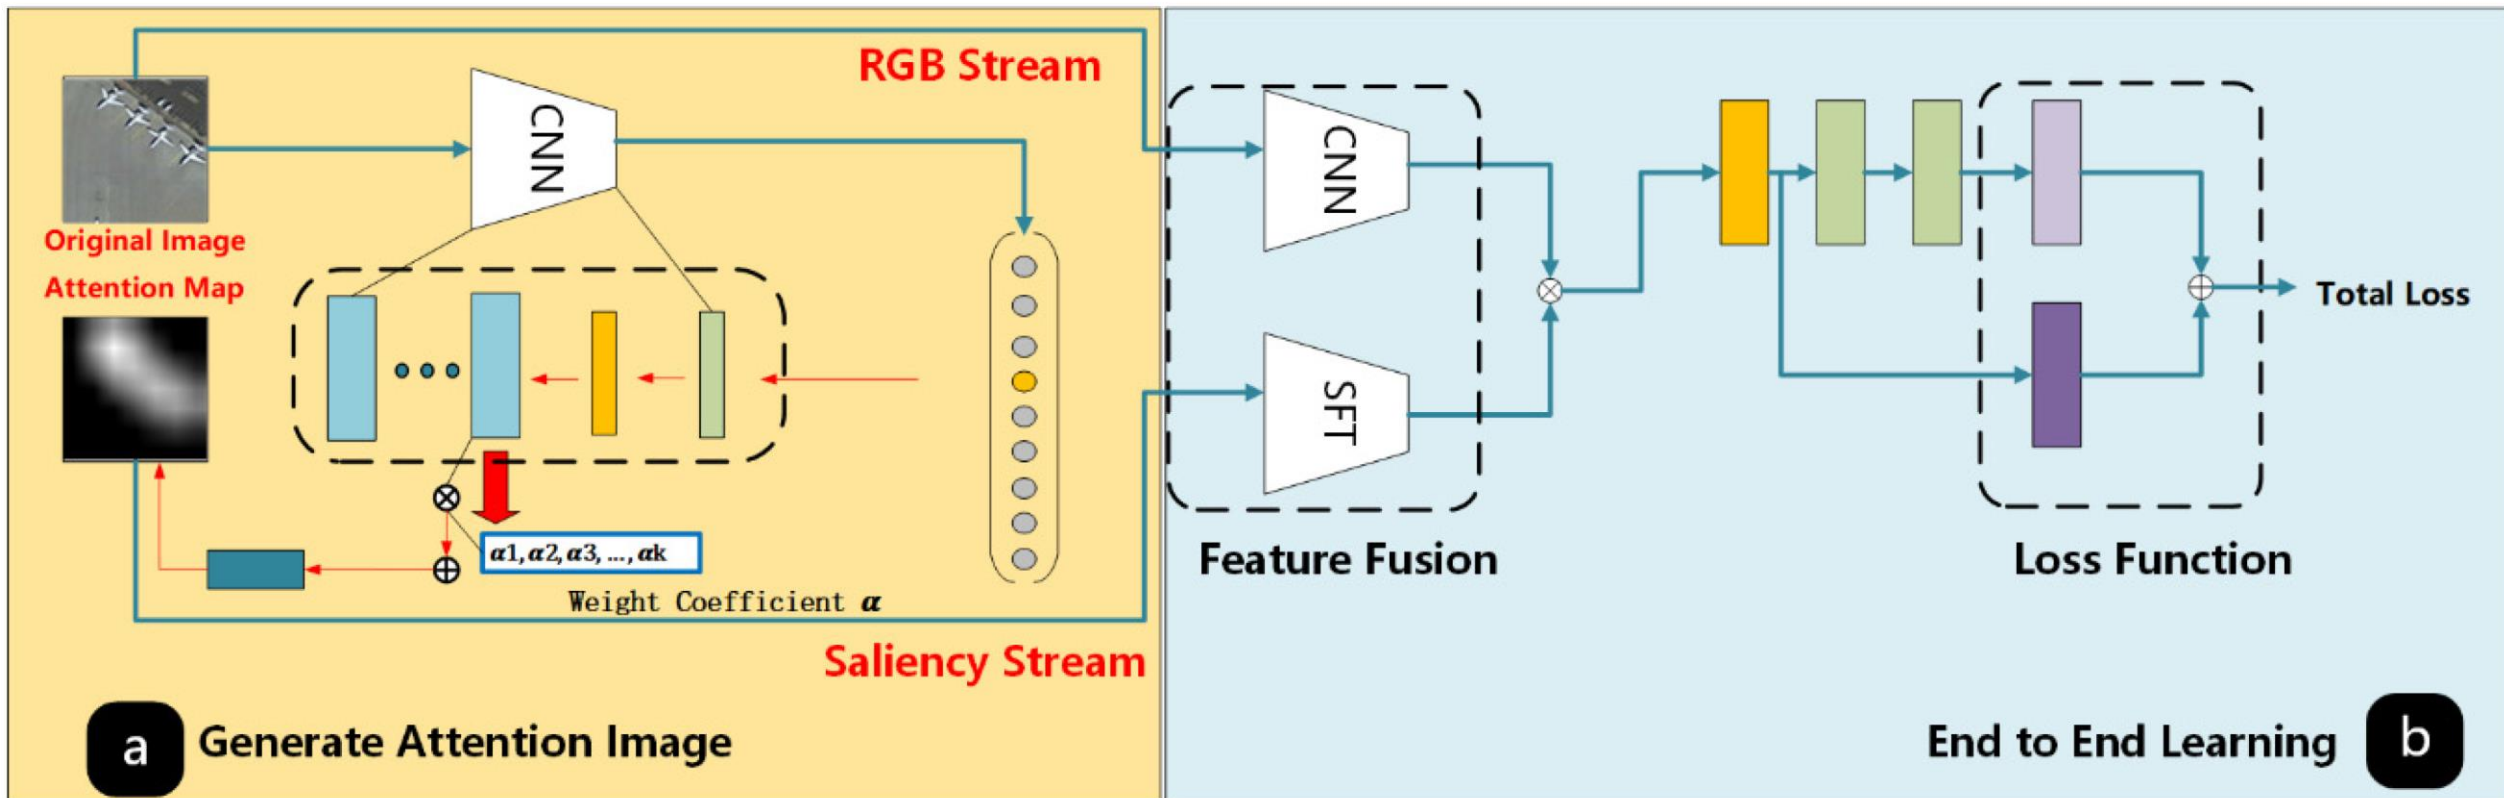 RGB Stream
CNN
CNN
Original Image
Attention Map
SFT
Total Loss
α1, α2, α3, ..., αk
Weight Coefficient α
Feature Fusion
Loss Function
Saliency Stream
a Generate Attention Image
End to End Learning b